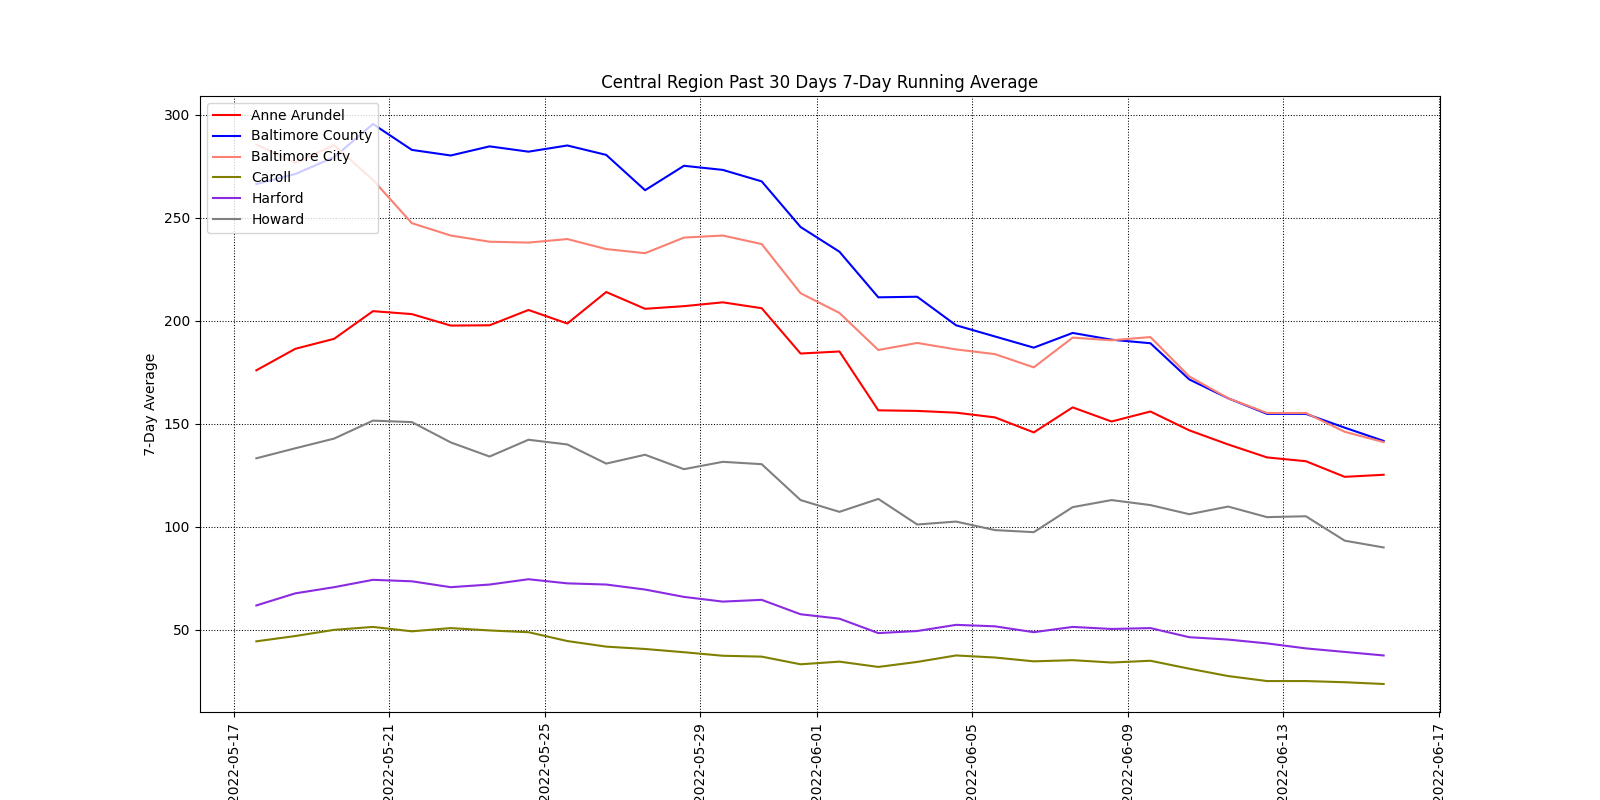 Central Region Past 30 Days 7-Day Running Average
Anne Arundel
Baltimore County
Baltimore City
Caroll
Harford
Howard
7-Day Average
300
250
200
150
100
50
2022-05-17
2022-05-21
2022-05-25
2022-05-29
2022-06-01
2022-06-05
2022-06-09
2022-06-13
2022-06-17